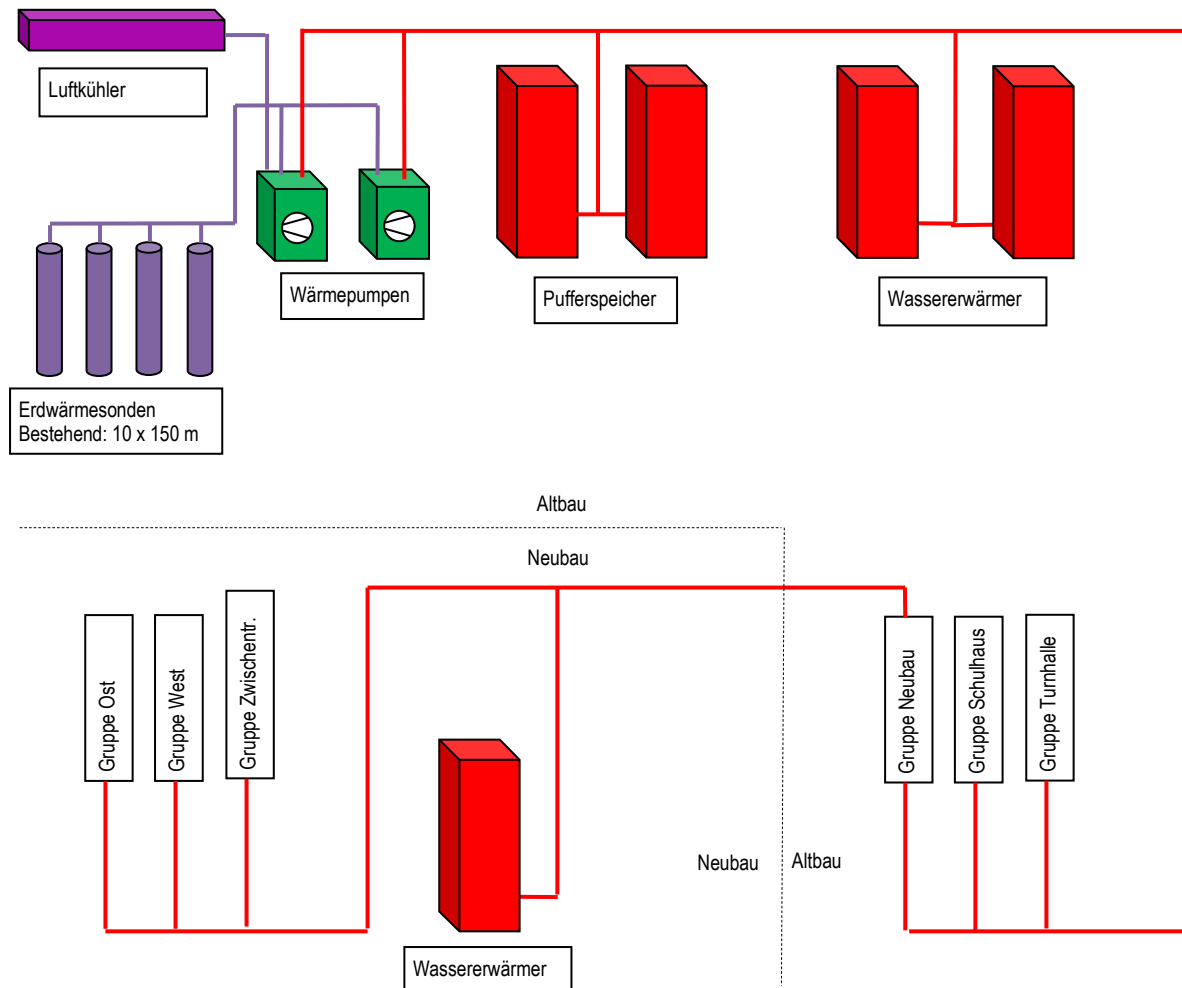 Luftkühler
Wärmepumpen
Pufferspeicher
Wassererwärmer
Erdwärmesonden
Bestehend: 10 x 150 m
Altbau
Neubau
Gruppe Ost
Gruppe West
Gruppe Zwischentr.
Gruppe Neubau
Gruppe Schulhaus
Gruppe Turnhalle
Neubau
Altbau
Wassererwärmer